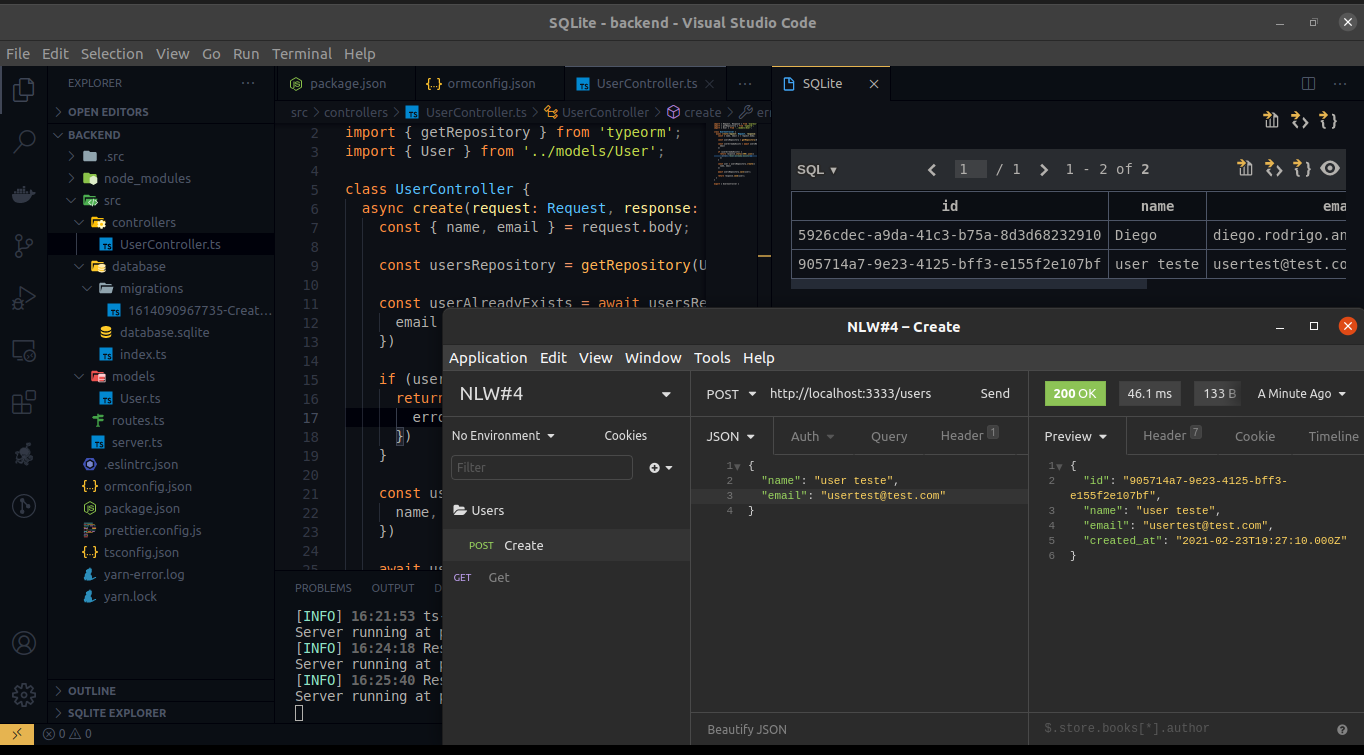 SQLite - backend - Visual Studio Code
File Edit Selection View Go Run Terminal Help
EXPLORER
OPEN EDITORS
BACKEND
.src
node_modules
src
controllers
UserController.ts
database
migrations
1614090967735-Creat...
database.sqlite
index.ts
models
User.ts
routes.ts
server.ts
.eslintrc.json
ormconfig.json
package.json
prettier.config.js
tsconfig.json
yarn-error.log
yarn.lock
OUTLINE
SQLITE EXPLORER
0 0
package.json ormconfig.json UserController.ts
src > controllers > UserController.ts > UserController > create > err
2 import { getRepository } from 'typeorm';
3 import { User } from '../models/User';
4
5 class UserController {
6 async create(request: Request, response:
7 const { name, email } = request.body;
8
9 const usersRepository = getRepository(U
10
11 const userAlreadyExists = await usersRe
12 email
13 })
14
15 if (user
16 return
17 erro
18 })
19 }
20
21 const us
22 name,
23 })
24
25 await us
PROBLEMS OUTPUT D
[INFO] 16:21:53 ts-
Server running at p
[INFO] 16:24:18 Res
Server running at p
[INFO] 16:25:40 Res
Server running at p
SQLite
SQL 1 / 1 1 - 2 of 2
id name ema
5926cdec-a9da-41c3-b75a-8d3d68232910 Diego diego.rodrigo.an
905714a7-9e23-4125-bff3-e155f2e107bf user teste usertest@test.co
NLW#4 – Create
Application Edit View Window Tools Help
NLW#4
No Environment Cookies
Filter
Users
POST Create
GET Get
POST http://localhost:3333/users Send
JSON Auth Query Header 1
1 {
2 "name": "user teste",
3 "email": "usertest@test.com"
4 }
Beautify JSON
200 OK 46.1 ms 133 B A Minute Ago
Preview Header 7 Cookie Timeline
1 {
2 "id": "905714a7-9e23-4125-bff3-
e155f2e107bf",
3 "name": "user teste",
4 "email": "usertest@test.com",
5 "created_at": "2021-02-23T19:27:10.000Z"
6 }
$.store.books[*].author